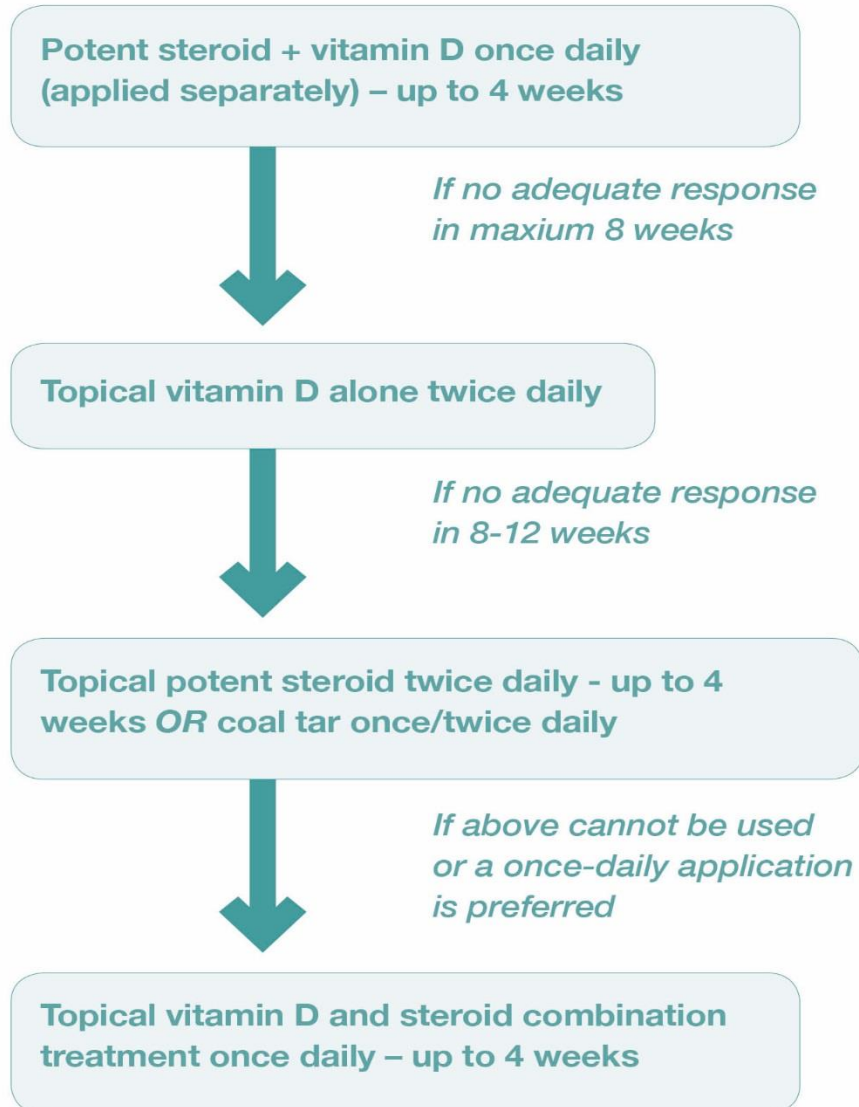 Potent steroid + vitamin D once daily
(applied separately) – up to 4 weeks
If no adequate response
in maxium 8 weeks
Topical vitamin D alone twice daily
If no adequate response
in 8-12 weeks
Topical potent steroid twice daily - up to 4
weeks OR coal tar once/twice daily
If above cannot be used
or a once-daily application
is preferred
Topical vitamin D and steroid combination
treatment once daily – up to 4 weeks